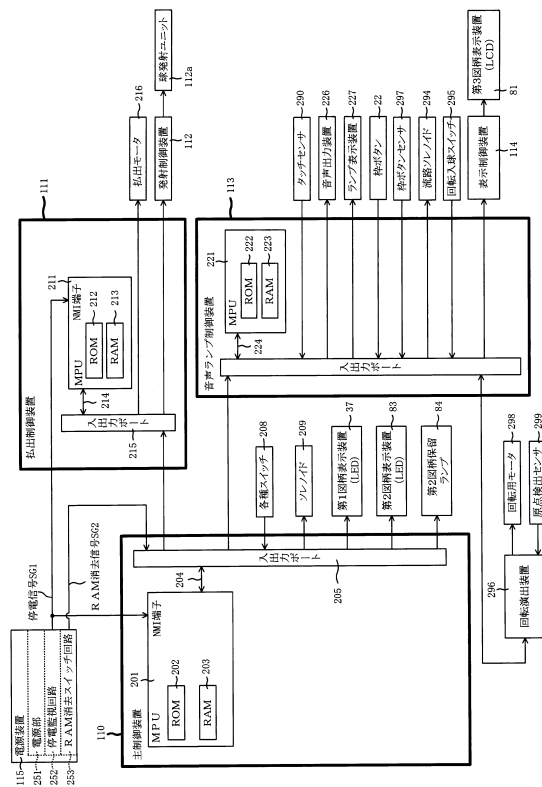 115
電源装置
251
電源部
252
停電監視回路
253
RAM消去スイッチ回路
停電信号SG1
RAM消去信号SG2
111
払出制御装置
211
NMI端子
MPU
ROM
212
RAM
213
214
入出力ポート
215
払出モータ
216
発射制御装置
112
球発射ユニット
112a
110
主制御装置
201
MPU
NMI端子
ROM
202
RAM
203
204
入出力ポート
205
各種スイッチ
208
ソレノイド
209
第1図柄表示装置
(LED)
37
第2図柄表示装置
(LED)
83
第2図柄保留
ランプ
84
113
音声ランプ制御装置
221
MPU
ROM
222
RAM
223
224
入出力ポート
タッチセンサ
290
音声出力装置
226
ランプ表示装置
227
枠ボタン
22
枠ボタンセンサ
297
流路ソレノイド
294
回転入球スイッチ
295
表示制御装置
114
第3図柄表示装置
(LCD)
81
296
回転演出装置
回転用モータ
298
原点検出センサ
299